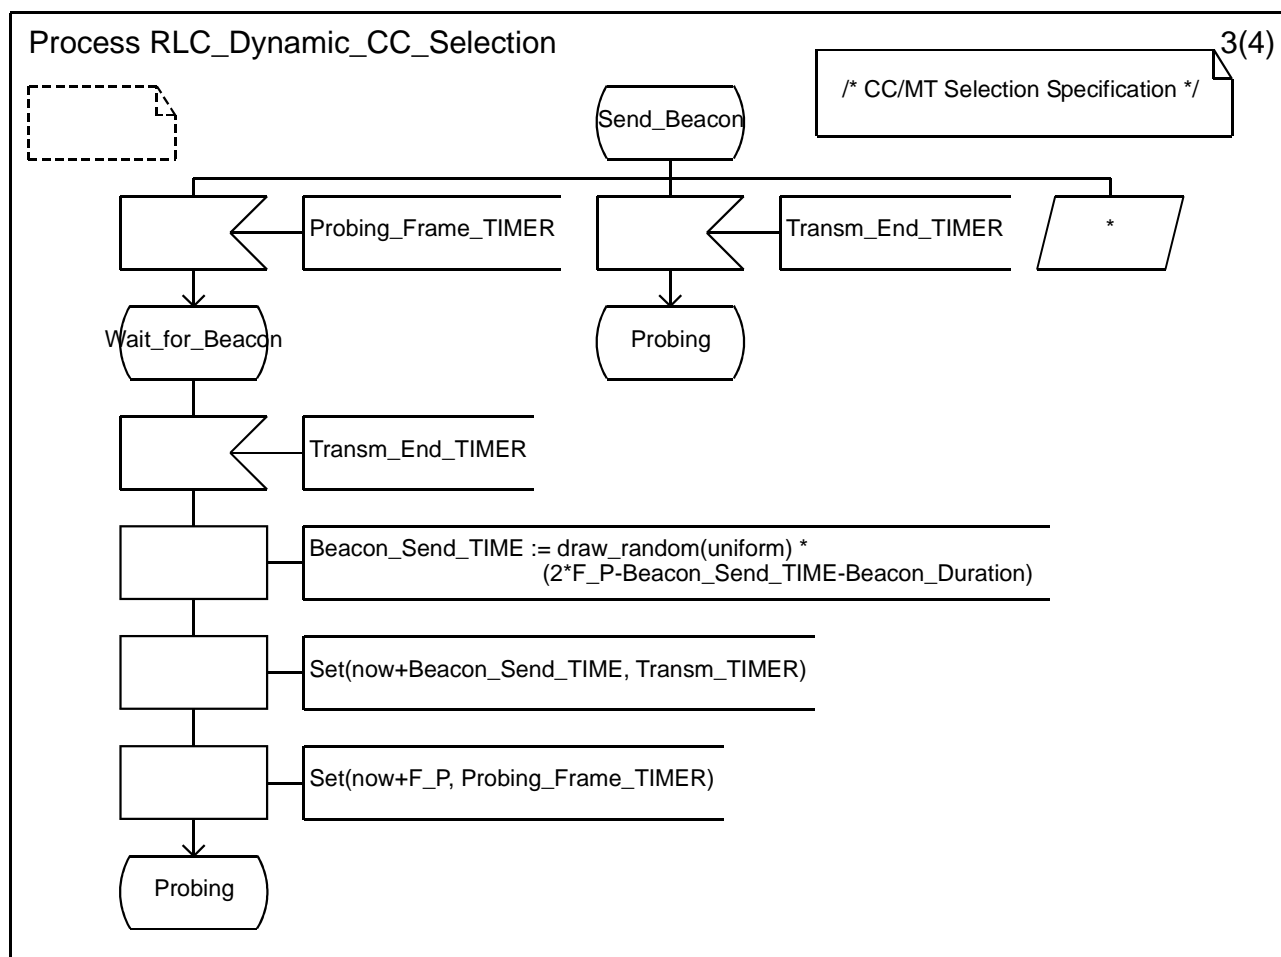 Process RLC_Dynamic_CC_Selection
3(4)
/* CC/MT Selection Specification */
Send_Beacon
Probing_Frame_TIMER
Transm_End_TIMER
*
Wait_for_Beacon
Probing
Transm_End_TIMER
Beacon_Send_TIME := draw_random(uniform) *
(2*F_P-Beacon_Send_TIME-Beacon_Duration)
Set(now+Beacon_Send_TIME, Transm_TIMER)
Set(now+F_P, Probing_Frame_TIMER)
Probing